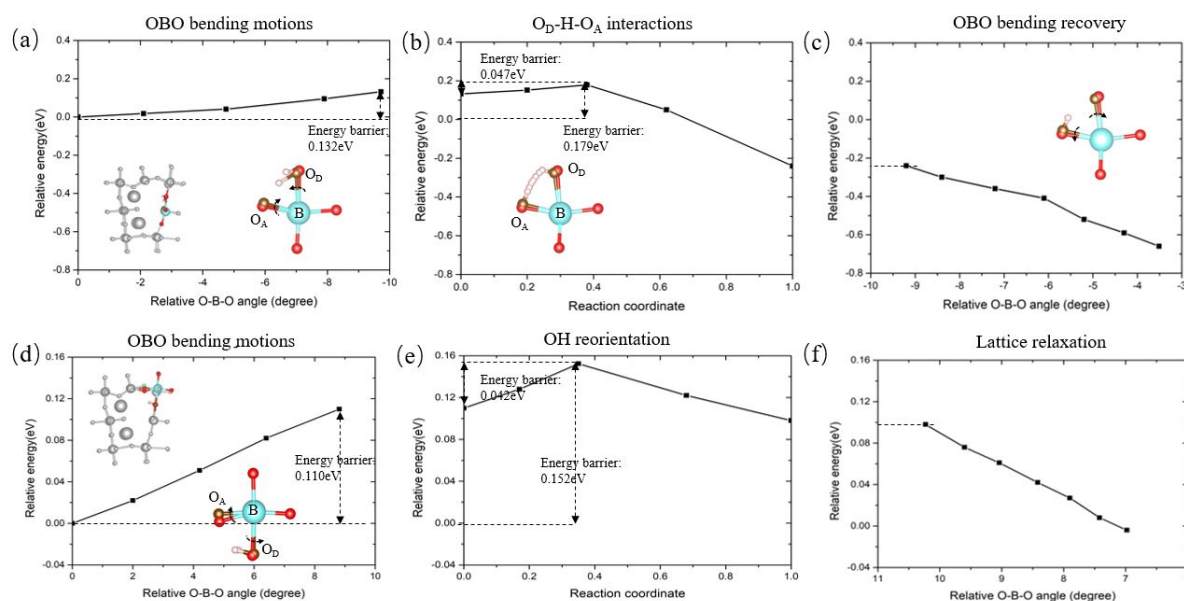 OBO bending motions
(a)
0.4
0.2
0.0
-0.2
-0.4
-0.6
-0.8
Relative energy(eV)
Energy barrier:
0.132eV
O_D
O_A
B
0
-2
-4
-6
-8
-10
Relative O-B-O angle (degree)
O_D-H-O_A interactions
(b)
0.4
0.2
0.0
-0.2
-0.4
-0.6
-0.8
Relative energy(eV)
Energy barrier:
0.047eV
Energy barrier:
0.179eV
O_D
O_A
B
0.0
0.2
0.4
0.6
0.8
1.0
Reaction coordinate
OBO bending recovery
(c)
0.4
0.2
0.0
-0.2
-0.4
-0.6
-0.8
Relative energy(eV)
-10
-9
-8
-7
-6
-5
-4
-3
Relative O-B-O angle (degree)
OBO bending motions
(d)
0.16
0.12
0.08
0.04
0.00
-0.04
Relative energy(eV)
Energy barrier:
0.110eV
O_A
B
O_D
0
2
4
6
8
10
Relative O-B-O angle (degree)
OH reorientation
(e)
0.16
0.12
0.08
0.04
0.00
-0.04
Relative energy(eV)
Energy barrier:
0.042eV
Energy barrier:
0.152eV
0.0
0.2
0.4
0.6
0.8
1.0
Reaction coordinate
Lattice relaxation
(f)
0.16
0.12
0.08
0.04
0.00
-0.04
Relative energy (eV)
11
10
9
8
7
6
Relative O-B-O angle (degree)